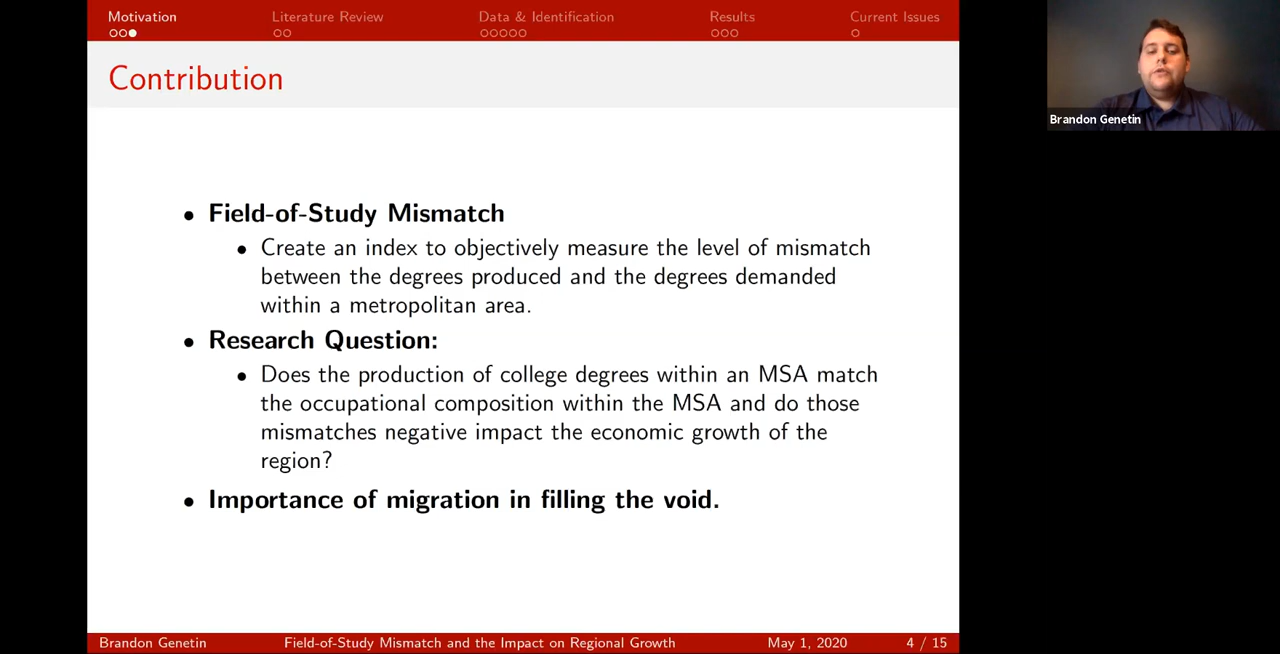 Motivation Literature Review Data & Identification Results Current Issues
Contribution
Brandon Genetin
• Field-of-Study Mismatch
• Create an index to objectively measure the level of mismatch
between the degrees produced and the degrees demanded
within a metropolitan area.
• Research Question:
• Does the production of college degrees within an MSA match
the occupational composition within the MSA and do those
mismatches negative impact the economic growth of the
region?
• Importance of migration in filling the void.
Brandon Genetin Field-of-Study Mismatch and the Impact on Regional Growth May 1, 2020 4 / 15